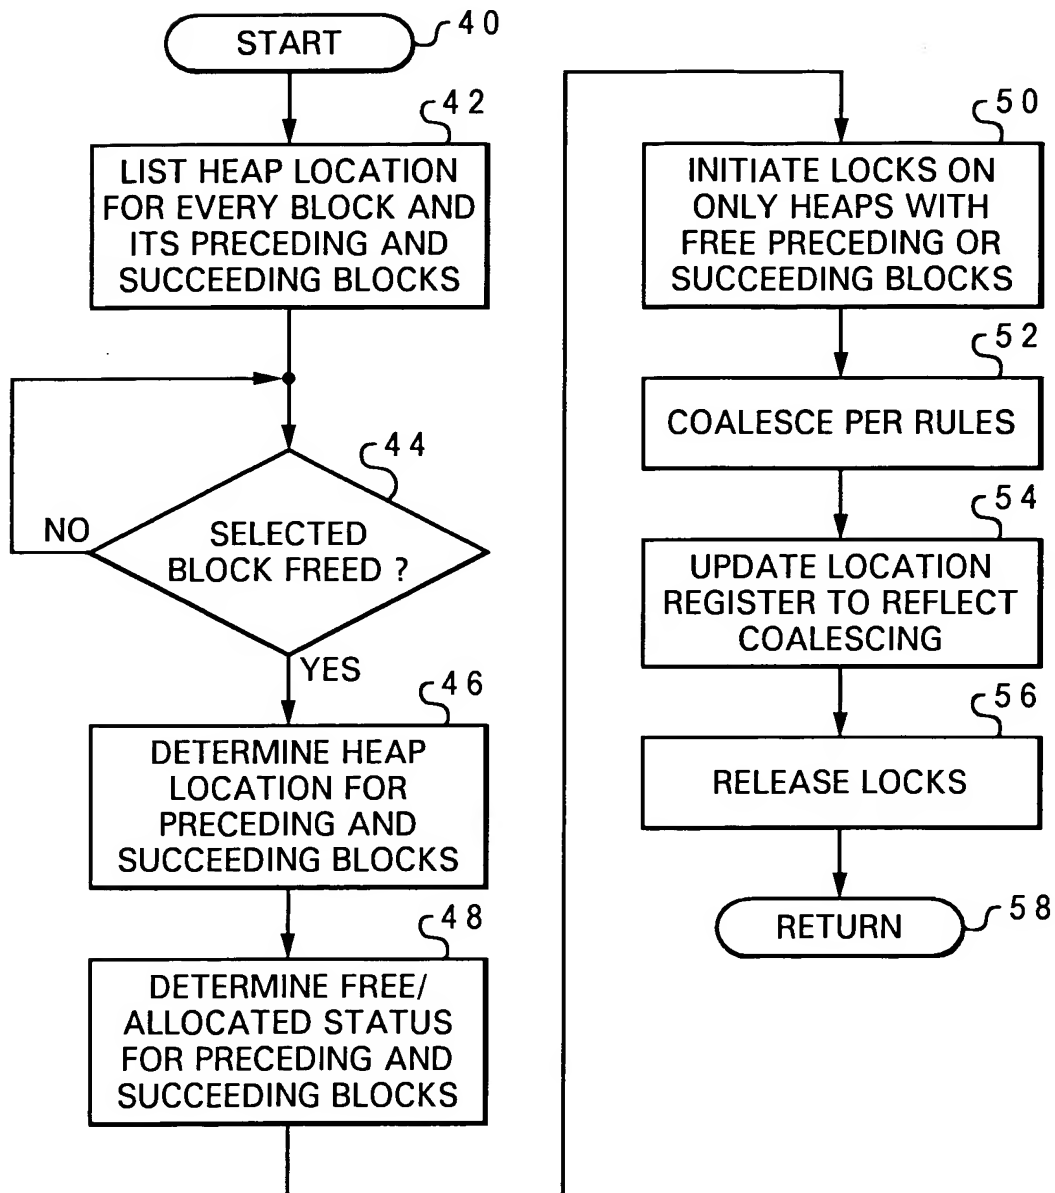 START
40
42
LIST HEAP LOCATION
FOR EVERY BLOCK AND
ITS PRECEDING AND
SUCCEEDING BLOCKS
44
NO
SELECTED
BLOCK FREED ?
YES
46
DETERMINE HEAP
LOCATION FOR
PRECEDING AND
SUCCEEDING BLOCKS
48
DETERMINE FREE/
ALLOCATED STATUS
FOR PRECEDING AND
SUCCEEDING BLOCKS
50
INITIATE LOCKS ON
ONLY HEAPS WITH
FREE PRECEDING OR
SUCCEEDING BLOCKS
52
COALESCE PER RULES
54
UPDATE LOCATION
REGISTER TO REFLECT
COALESCING
56
RELEASE LOCKS
RETURN
58